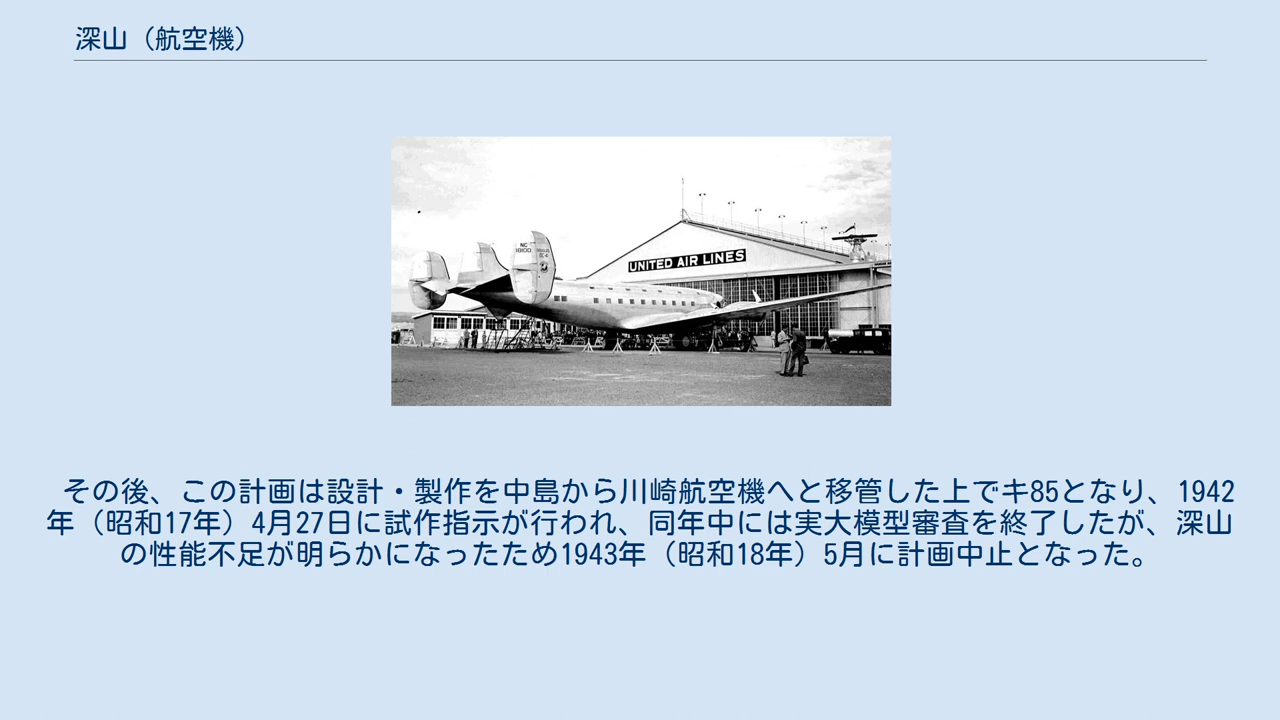 深山（航空機）
NC
18100
UNITED AIR LINES
その後、この計画は設計・製作を中島から川崎航空機へと移管した上でキ85となり、1942
年（昭和17年）4月27日に試作指示が行われ、同年中には実大模型審査を終了したが、深山
の性能不足が明らかになったため1943年（昭和18年）5月に計画中止となった。